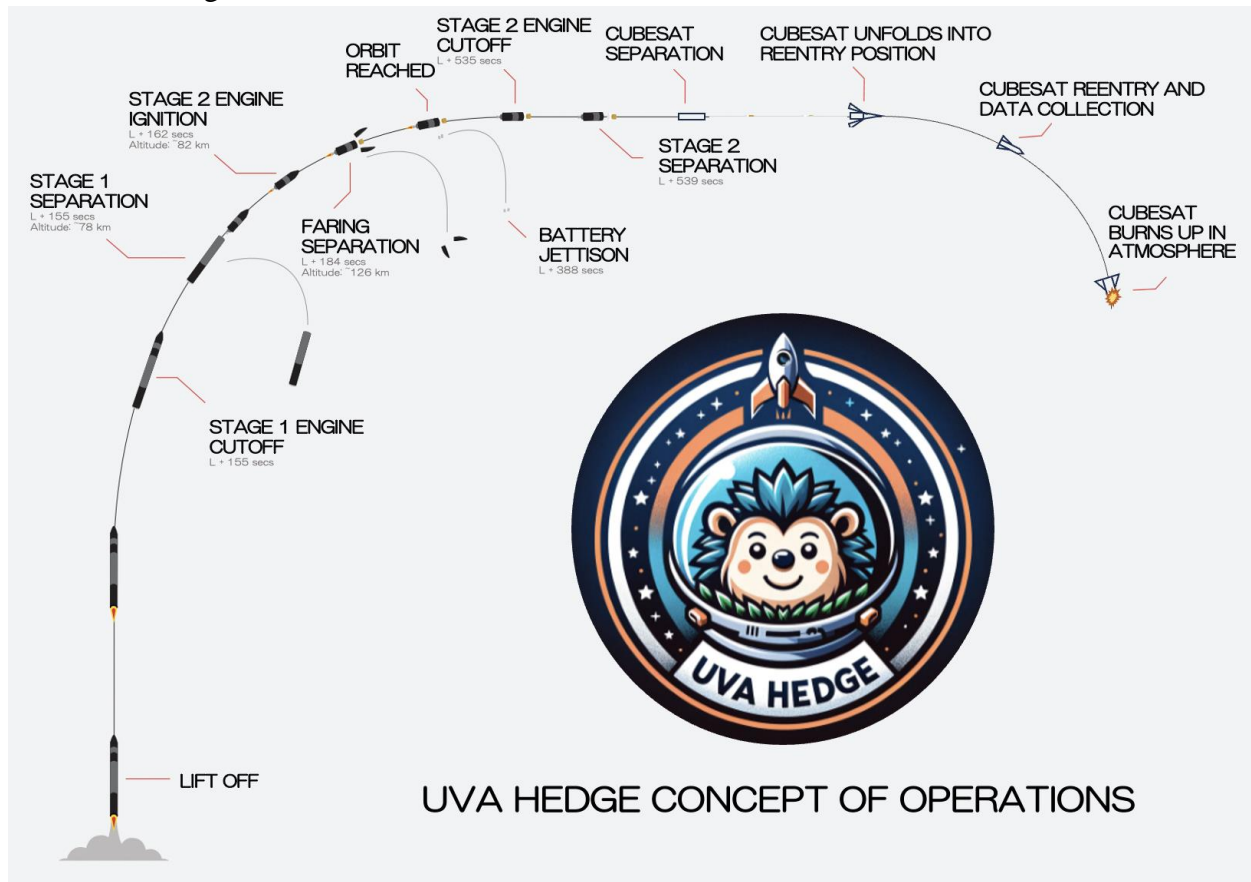 LIFT OFF
STAGE 1 ENGINE
CUTOFF
L + 155 secs
STAGE 1
SEPARATION
L + 155 secs
Altitude: ~78 km
STAGE 2 ENGINE
IGNITION
L + 162 secs
Altitude: ~82 km
FARING
SEPARATION
L + 184 secs
Altitude: ~126 km
ORBIT
REACHED
BATTERY
JETTISON
L + 388 secs
STAGE 2 ENGINE
CUTOFF
L + 535 secs
STAGE 2
SEPARATION
L + 539 secs
CUBESAT
SEPARATION
CUBESAT UNFOLDS INTO
REENTRY POSITION
CUBESAT REENTRY AND
DATA COLLECTION
CUBESAT
BURNS UP IN
ATMOSPHERE
UVA HEDGE
UVA HEDGE CONCEPT OF OPERATIONS